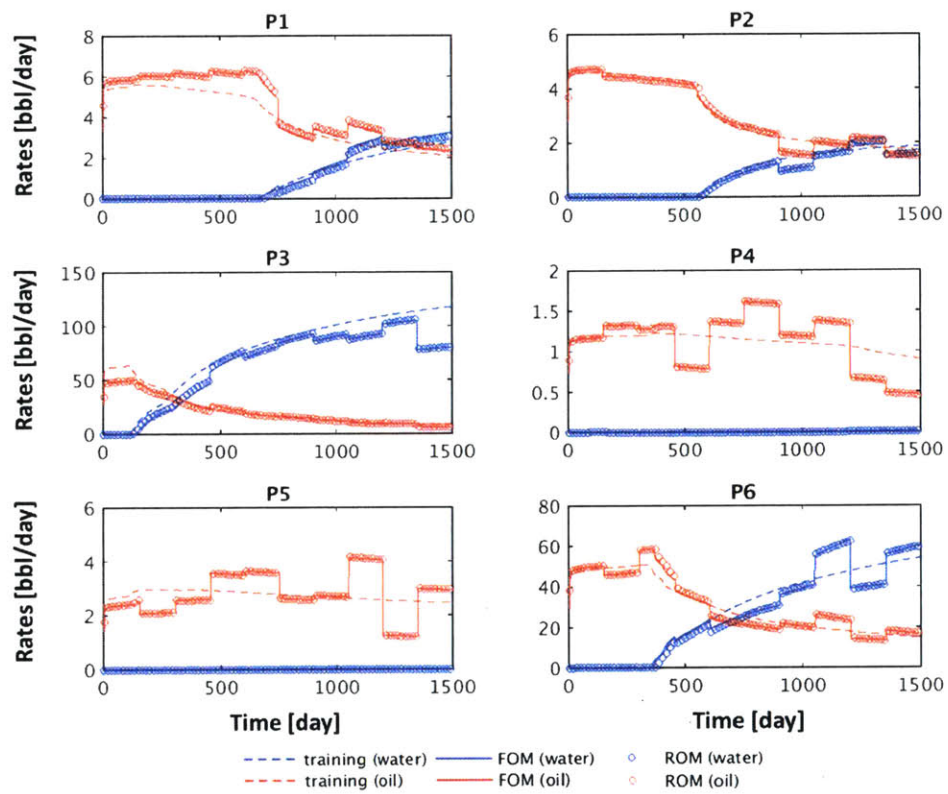 P1
P2
Rates [bbl/day]
8
6
4
2
0
0 500 1000 1500
6
4
2
0
0 500 1000 1500
P3
P4
Rates [bbl/day]
150
100
50
0
0 500 1000 1500
2
1.5
1
0.5
0
0 500 1000 1500
P5
P6
Rates [bbl/day]
6
4
2
0
0 500 1000 1500
80
60
40
20
0
0 500 1000 1500
Time [day]
Time [day]
training (water) FOM (water) ROM (water)
training (oil) FOM (oil) ROM (oil)